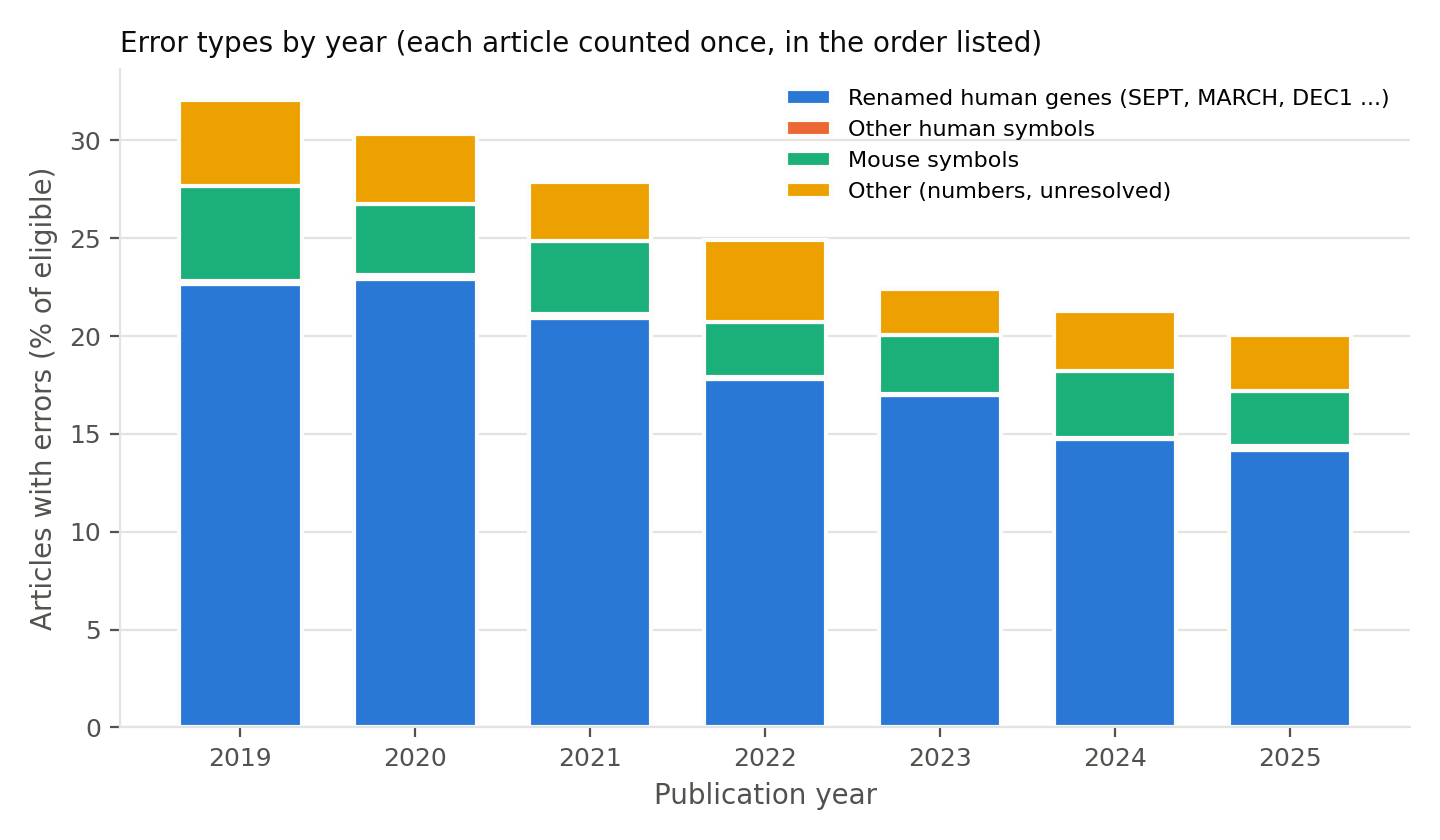 Error types by year (each article counted once, in the order listed)
Renamed human genes (SEPT, MARCH, DEC1 ...)
Other human symbols
Mouse symbols
Other (numbers, unresolved)
Articles with errors (% of eligible)
30
25
20
15
10
5
0
2019 2020 2021 2022 2023 2024 2025
Publication year